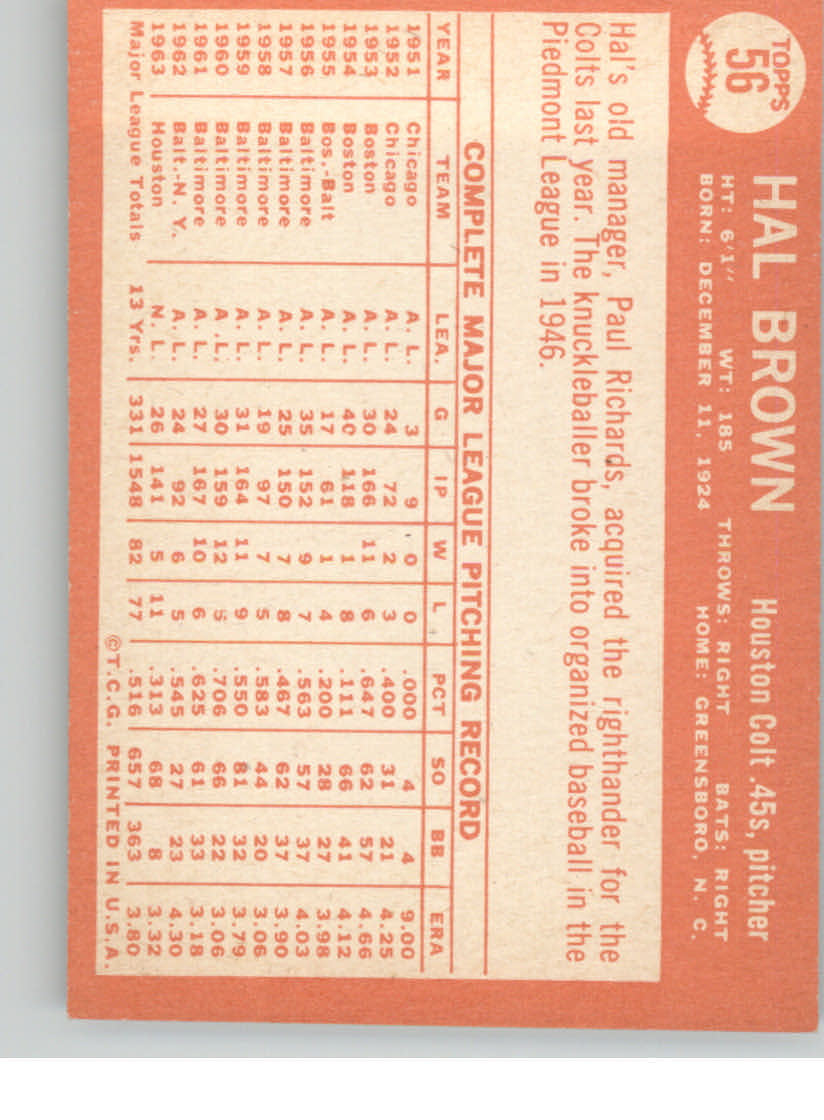 TOPPS
56
HAL BROWN Houston Colt .45s, pitcher
HT: 6'1" WT: 185 THROWS: RIGHT BATS: RIGHT
BORN: DECEMBER 11, 1924 HOME: GREENSBORO, N. C.
Hal's old manager, Paul Richards, acquired the righthander for the
Colts last year. The knuckleballer broke into organized baseball in the
Piedmont League in 1946.
COMPLETE MAJOR LEAGUE PITCHING RECORD
YEAR TEAM LEA. G IP W L PCT SO BB ERA
1951 Chicago A. L. 3 9 0 0 .000 4 4 9.00
1952 Chicago A. L. 24 72 2 3 .400 31 21 4.25
1953 Boston A. L. 30 166 11 6 .647 62 57 4.66
1954 Boston A. L. 40 118 1 8 .111 66 41 4.12
1955 Bos.-Balt A. L. 17 61 1 4 .200 28 27 3.98
1956 Baltimore A. L. 35 152 9 7 .563 57 37 4.03
1957 Baltimore A. L. 25 150 7 8 .467 62 37 3.90
1958 Baltimore A. L. 19 97 7 5 .583 44 20 3.06
1959 Baltimore A. L. 31 164 11 9 .550 81 32 3.79
1960 Baltimore A. L. 30 159 12 5 .706 66 22 3.06
1961 Baltimore A. L. 27 167 10 6 .625 61 33 3.18
1962 Balt.-N. Y. A. L. 24 92 6 5 .545 27 23 4.30
1963 Houston N. L. 26 141 5 11 .313 68 8 3.32
Major League Totals 13 Yrs. 331 1548 82 77 .516 657 363 3.80
©T.C.G. PRINTED IN U.S.A.